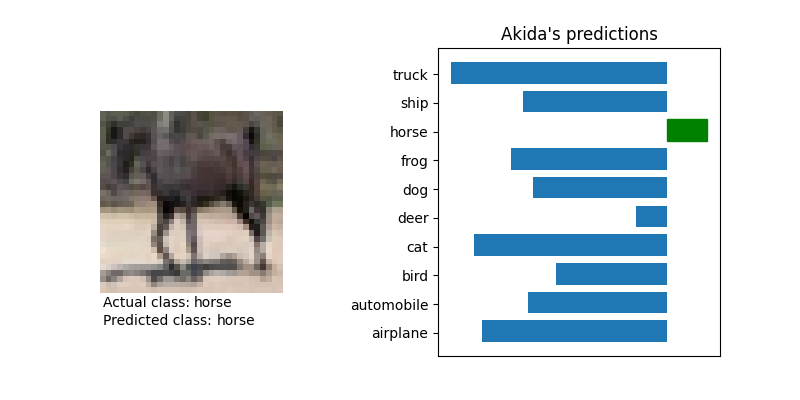 Akida's predictions
truck
ship
horse
frog
dog
deer
cat
bird
automobile
airplane
Actual class: horse
Predicted class: horse